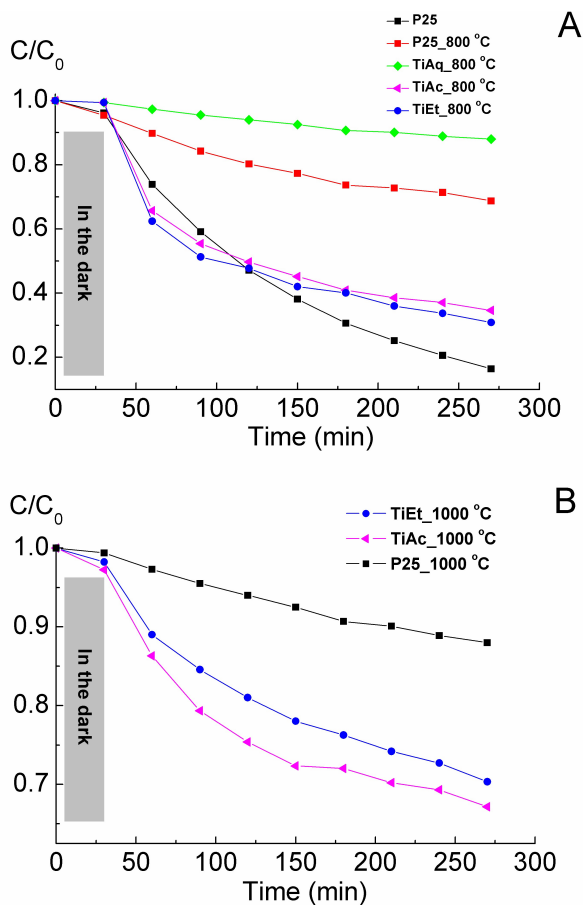 A
C/C0
P25
P25_800 °C
TiAq_800 °C
TiAc_800 °C
TiEt_800 °C
1.0
0.8
0.6
0.4
0.2
In the dark
0 50 100 150 200 250 300
Time (min)
B
C/C0
TiEt_1000 °C
TiAc_1000 °C
P25_1000 °C
1.0
0.9
0.8
0.7
In the dark
0 50 100 150 200 250 300
Time (min)